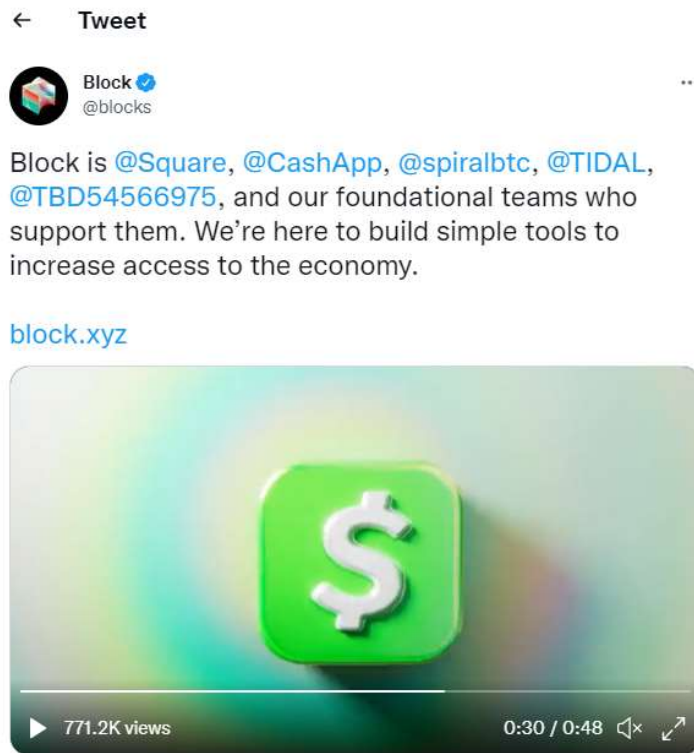 Tweet
Block
@blocks
Block is @Square, @CashApp, @spiralbtc, @TIDAL,
@TBD54566975, and our foundational teams who
support them. We’re here to build simple tools to
increase access to the economy.
block.xyz
$
771.2K views
0:30 / 0:48